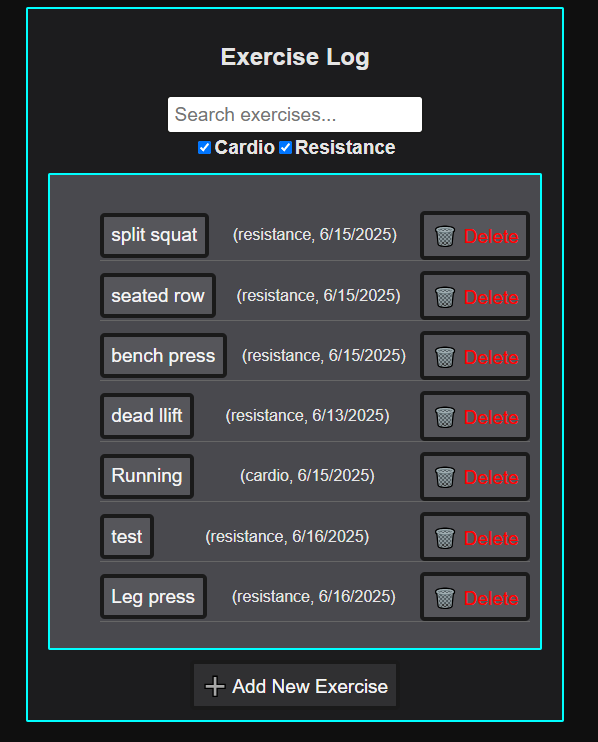 Exercise Log
Search exercises...
Cardio Resistance
split squat (resistance, 6/15/2025) Delete
seated row (resistance, 6/15/2025) Delete
bench press (resistance, 6/15/2025) Delete
dead llift (resistance, 6/13/2025) Delete
Running (cardio, 6/15/2025) Delete
test (resistance, 6/16/2025) Delete
Leg press (resistance, 6/16/2025) Delete
Add New Exercise